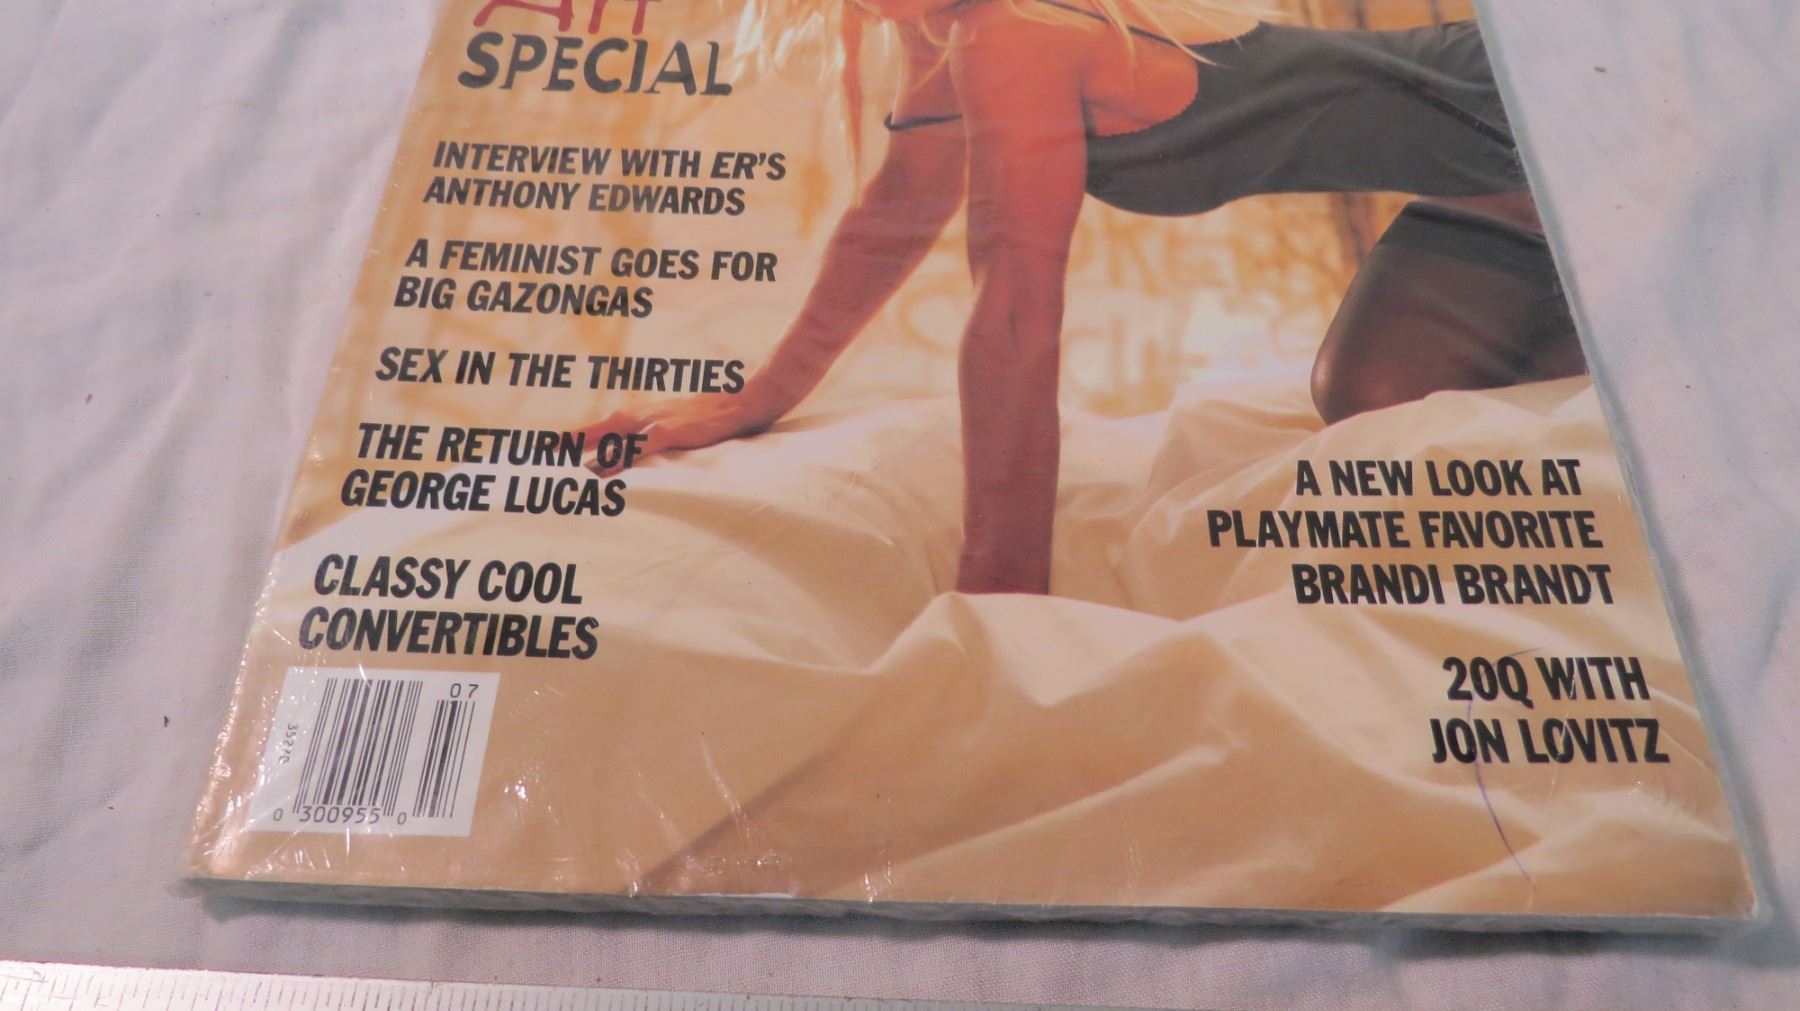 Art
SPECIAL
INTERVIEW WITH ER'S
ANTHONY EDWARDS
A FEMINIST GOES FOR
BIG GAZONGAS
SEX IN THE THIRTIES
THE RETURN OF
GEORGE LUCAS
CLASSY COOL
CONVERTIBLES
07
0 300955 0
A NEW LOOK AT
PLAYMATE FAVORITE
BRANDI BRANDT
20Q WITH
JON LOVITZ